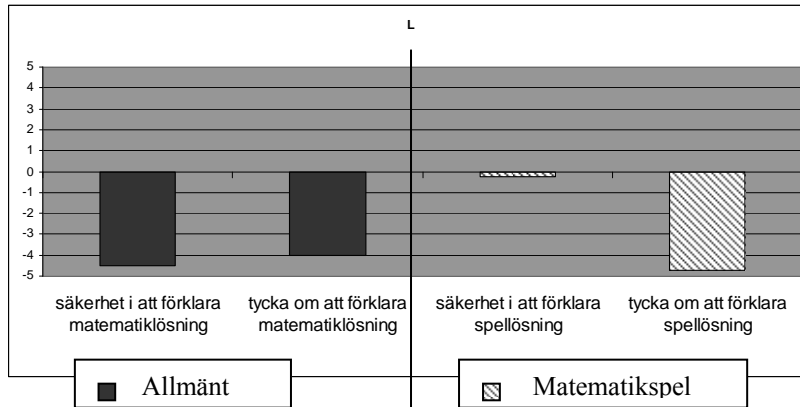 L
5
4
3
2
1
0
-1
-2
-3
-4
-5
säkerhet i att förklara
matematiklösning
tycka om att förklara
matematiklösning
säkerhet i att förklara
spellösning
tycka om att förklara
spellösning
Allmänt
Matematikspel